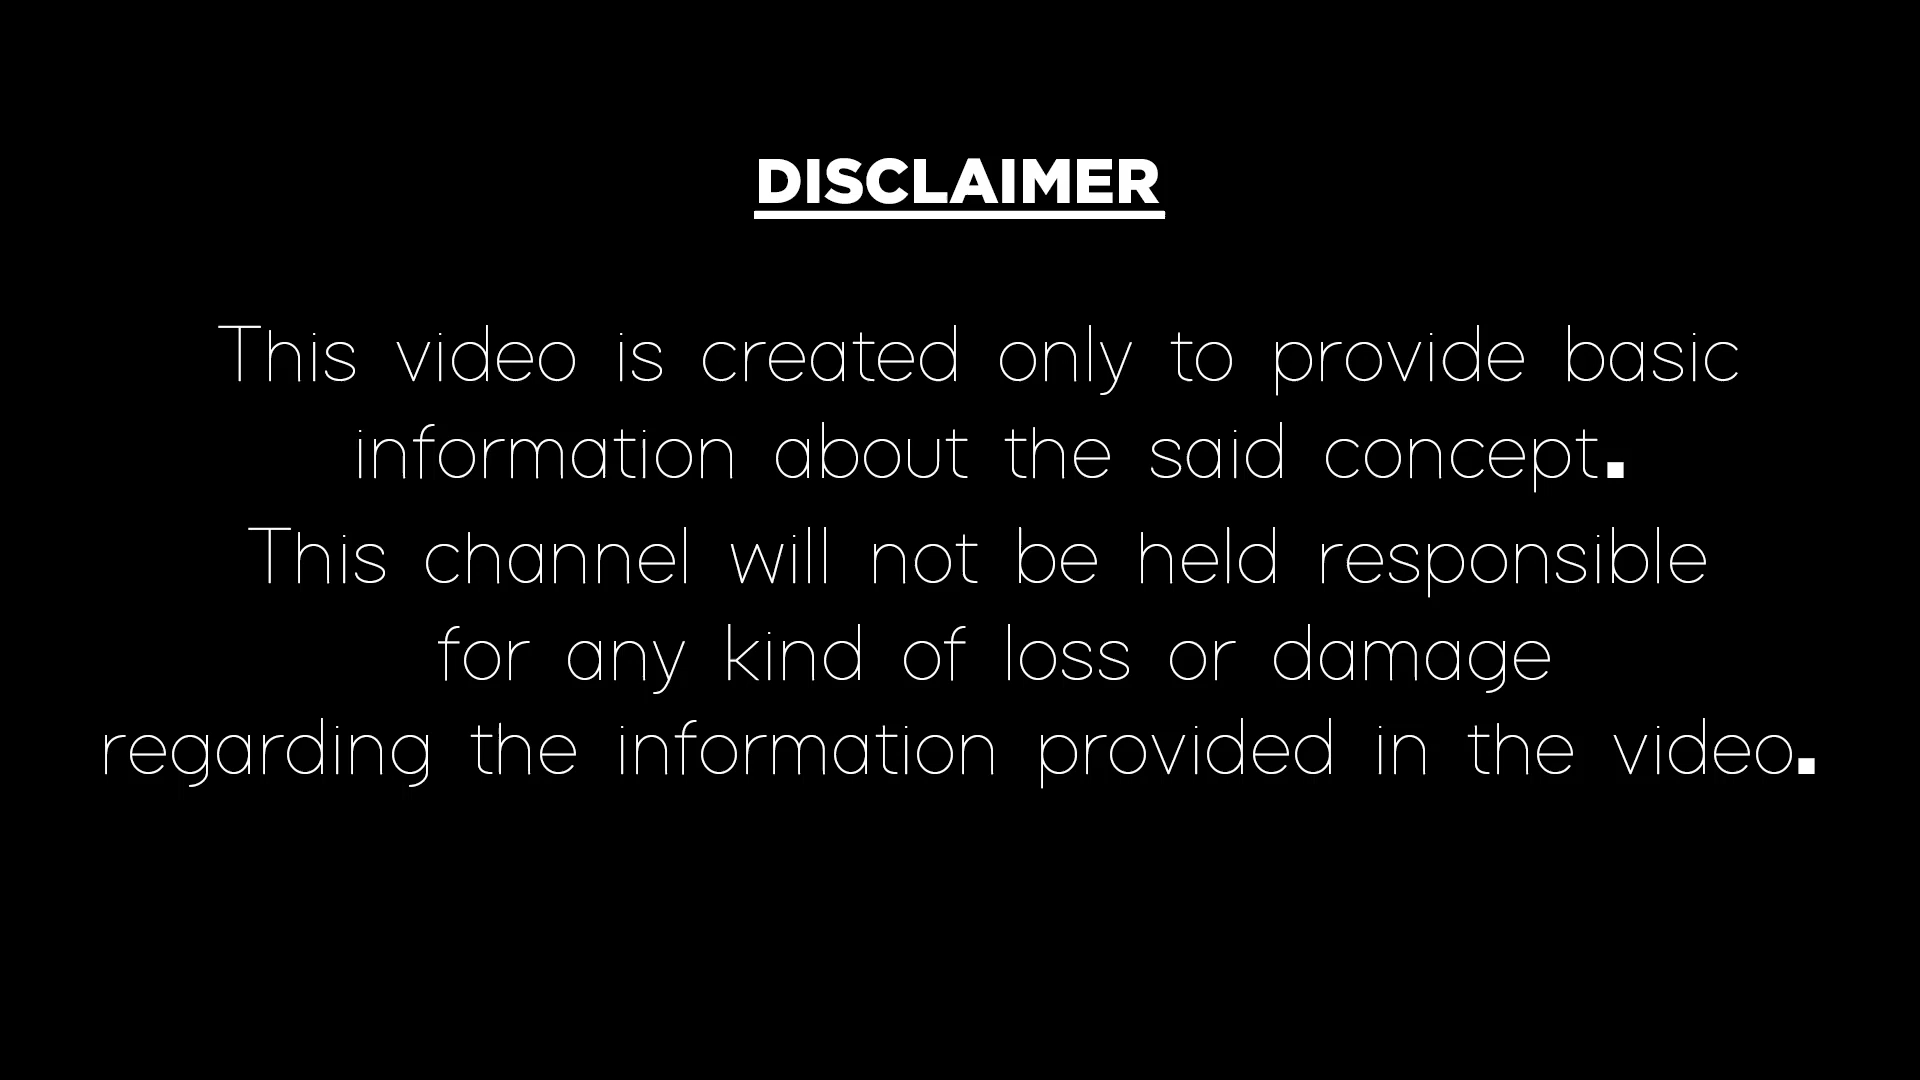 DISCLAIMER
This video is created only to provide basic
information about the said concept.
This channel will not be held responsible
for any kind of loss or damage
regarding the information provided in the video.